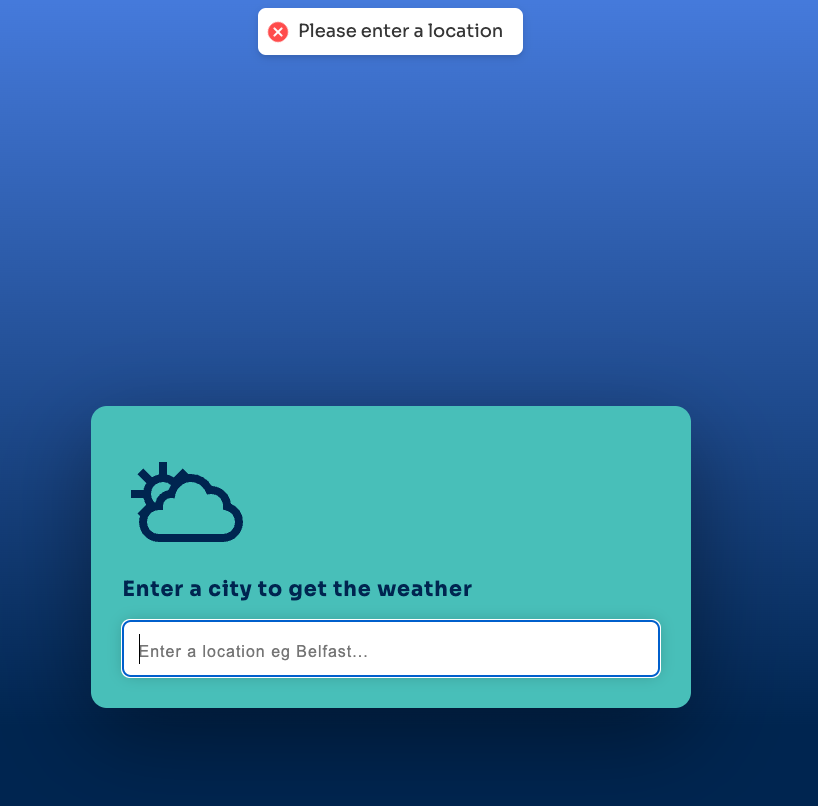 Please enter a location
Enter a city to get the weather
Enter a location eg Belfast...